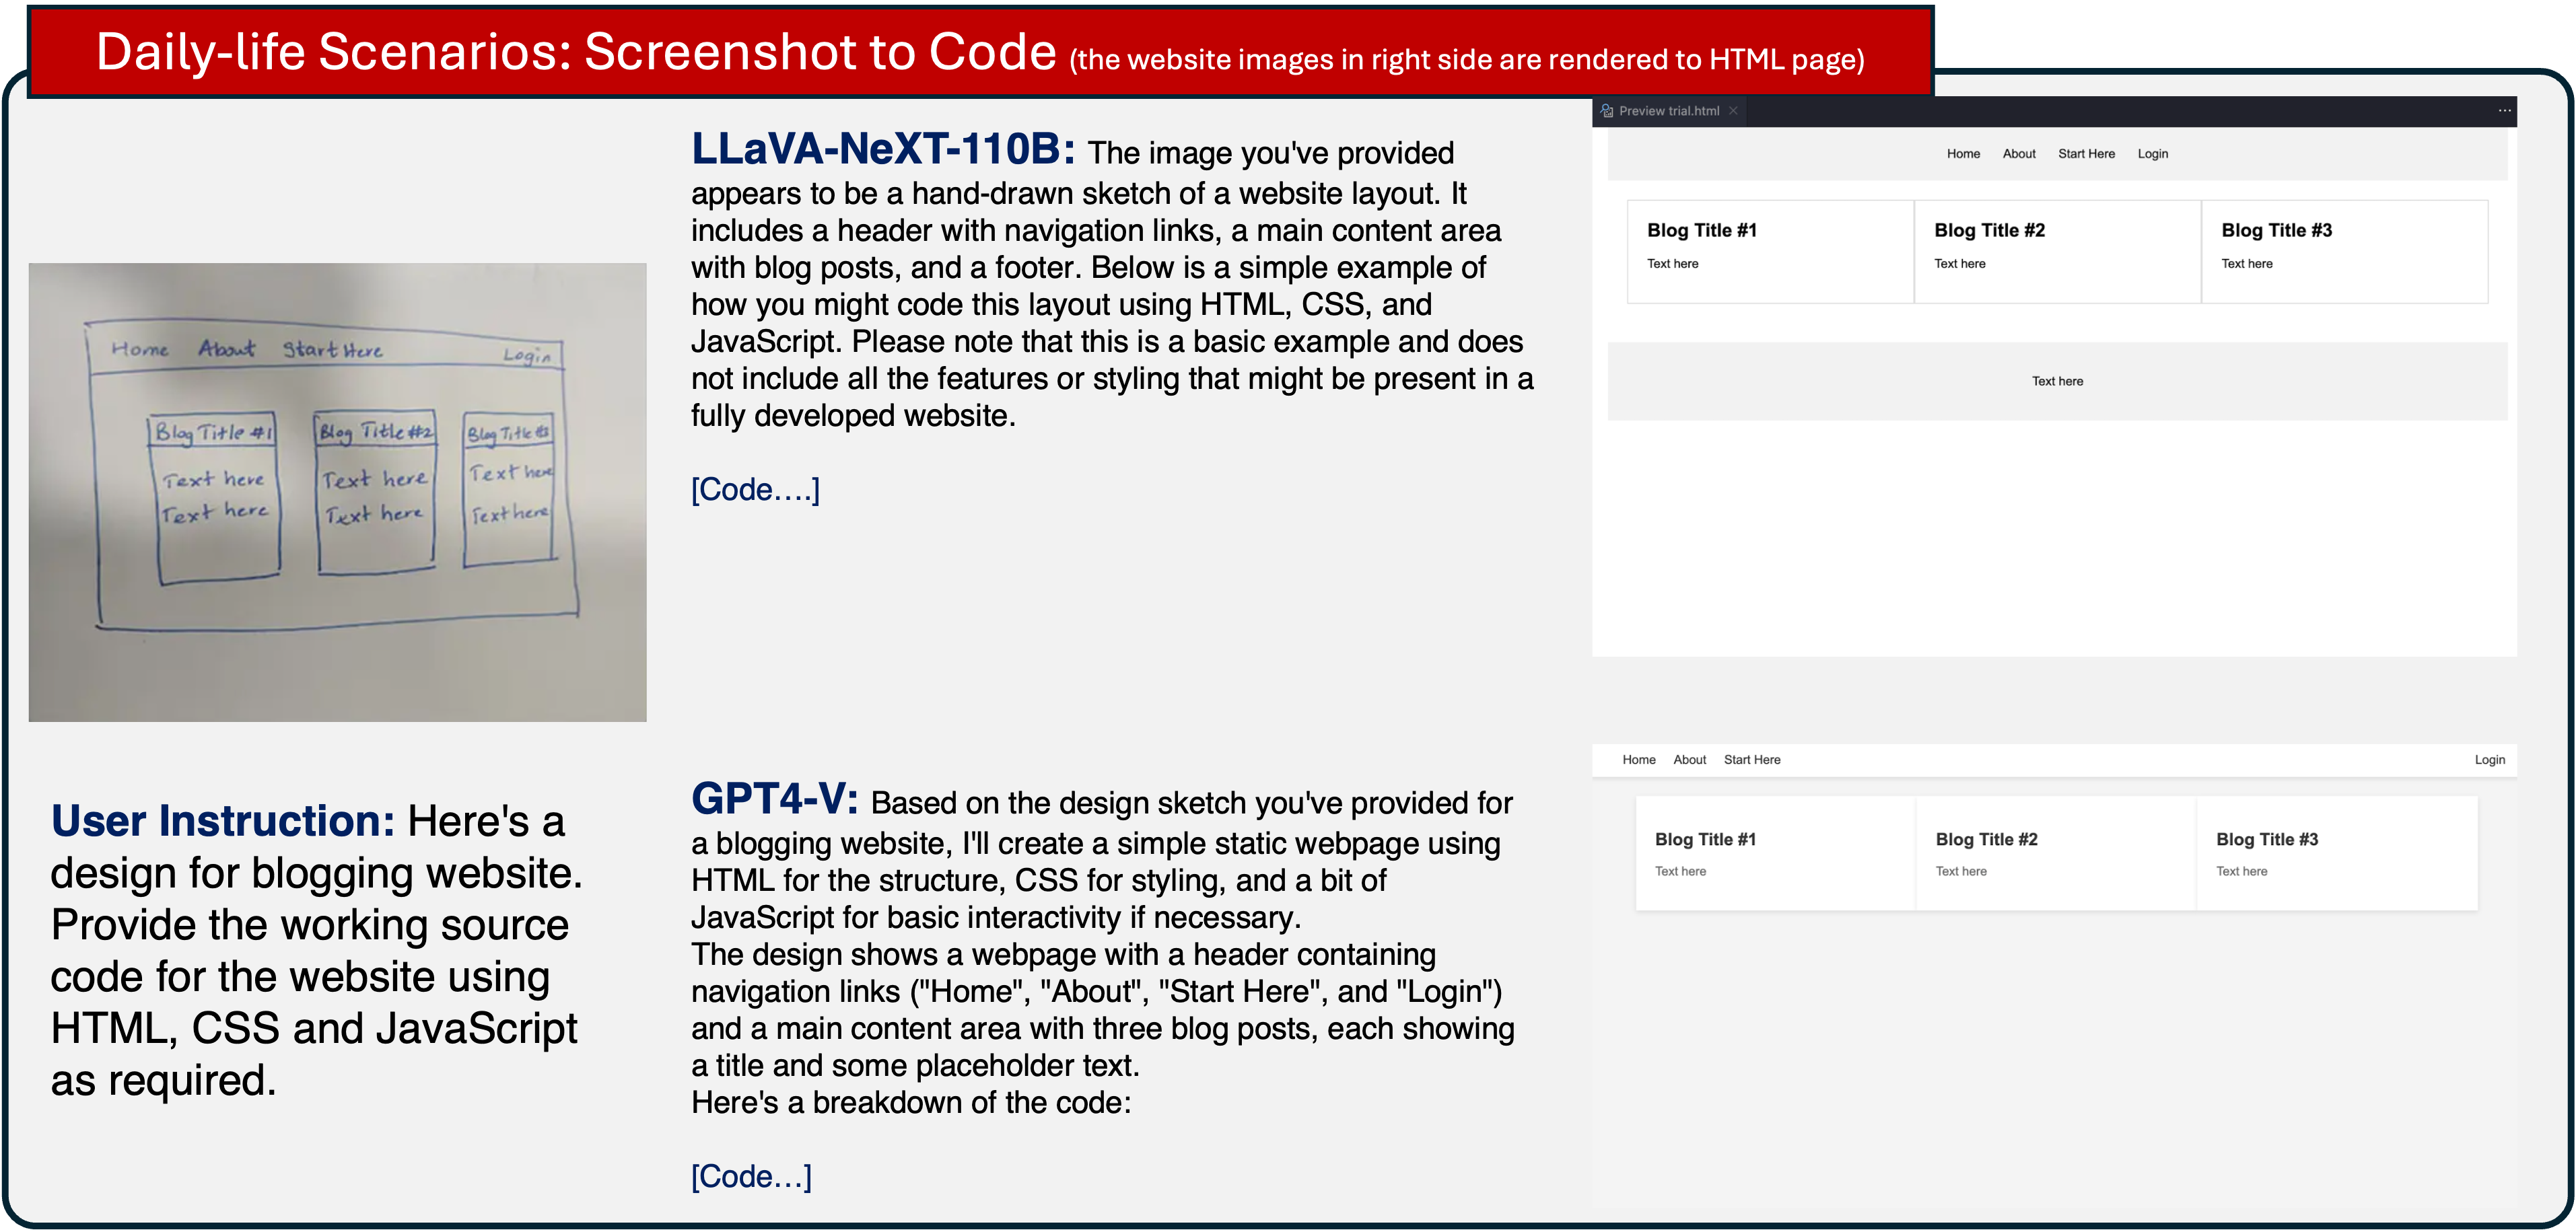 Daily-life Scenarios: Screenshot to Code (the website images in right side are rendered to HTML page)
Home About Start Here Login
Blog Title #1 Blog Title #2 Blog Title #3
Text here Text here Text here
Text here Text here Text here
User Instruction: Here's a
design for blogging website.
Provide the working source
code for the website using
HTML, CSS and JavaScript
as required.
LLaVA-NeXT-110B: The image you've provided
appears to be a hand-drawn sketch of a website layout. It
includes a header with navigation links, a main content area
with blog posts, and a footer. Below is a simple example of
how you might code this layout using HTML, CSS, and
JavaScript. Please note that this is a basic example and does
not include all the features or styling that might be present in a
fully developed website.
[Code....]
Preview trial.html
Home About Start Here Login
Blog Title #1 Blog Title #2 Blog Title #3
Text here Text here Text here
Text here
GPT4-V: Based on the design sketch you've provided for
a blogging website, I'll create a simple static webpage using
HTML for the structure, CSS for styling, and a bit of
JavaScript for basic interactivity if necessary.
The design shows a webpage with a header containing
navigation links ("Home", "About", "Start Here", and "Login")
and a main content area with three blog posts, each showing
a title and some placeholder text.
Here's a breakdown of the code:
[Code...]
Home About Start Here Login
Blog Title #1 Blog Title #2 Blog Title #3
Text here Text here Text here